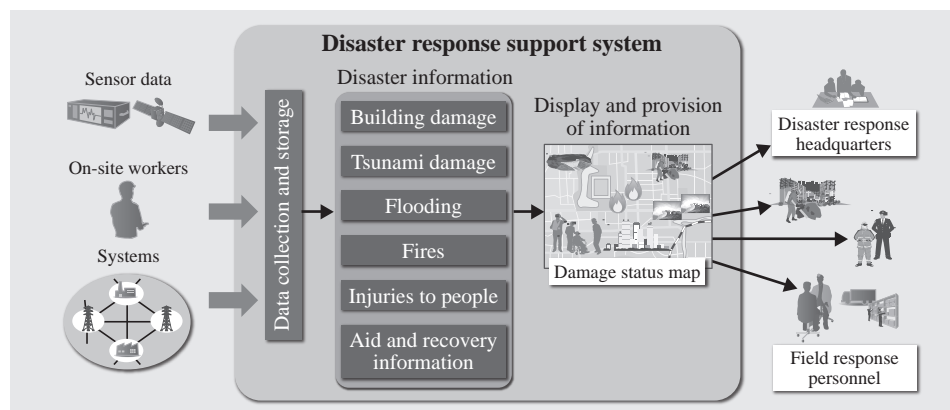 Disaster response support system
Sensor data
On-site workers
Systems
Data collection and storage
Disaster information
Building damage
Tsunami damage
Flooding
Fires
Injuries to people
Aid and recovery
information
Display and provision
of information
Damage status map
Disaster response
headquarters
Field response
personnel